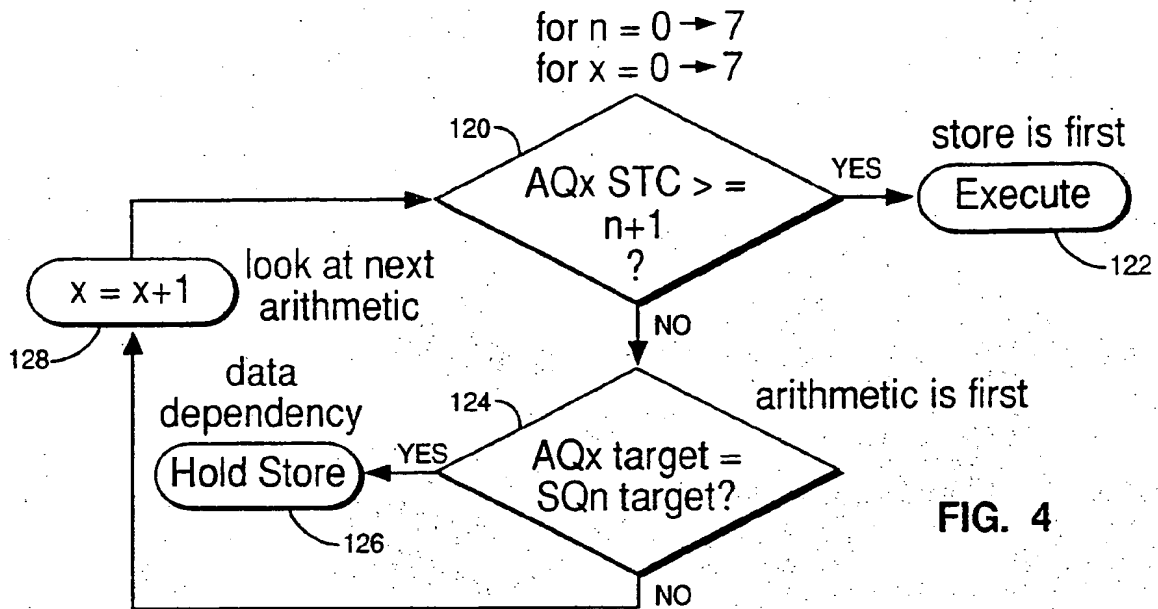 for n = 0 → 7
for x = 0 → 7
120
AQx STC > =
n+1
?
YES
store is first
Execute
122
x = x+1
128
look at next
arithmetic
NO
data
dependency
124
arithmetic is first
YES
Hold Store
126
AQx target =
SQn target?
NO
FIG. 4